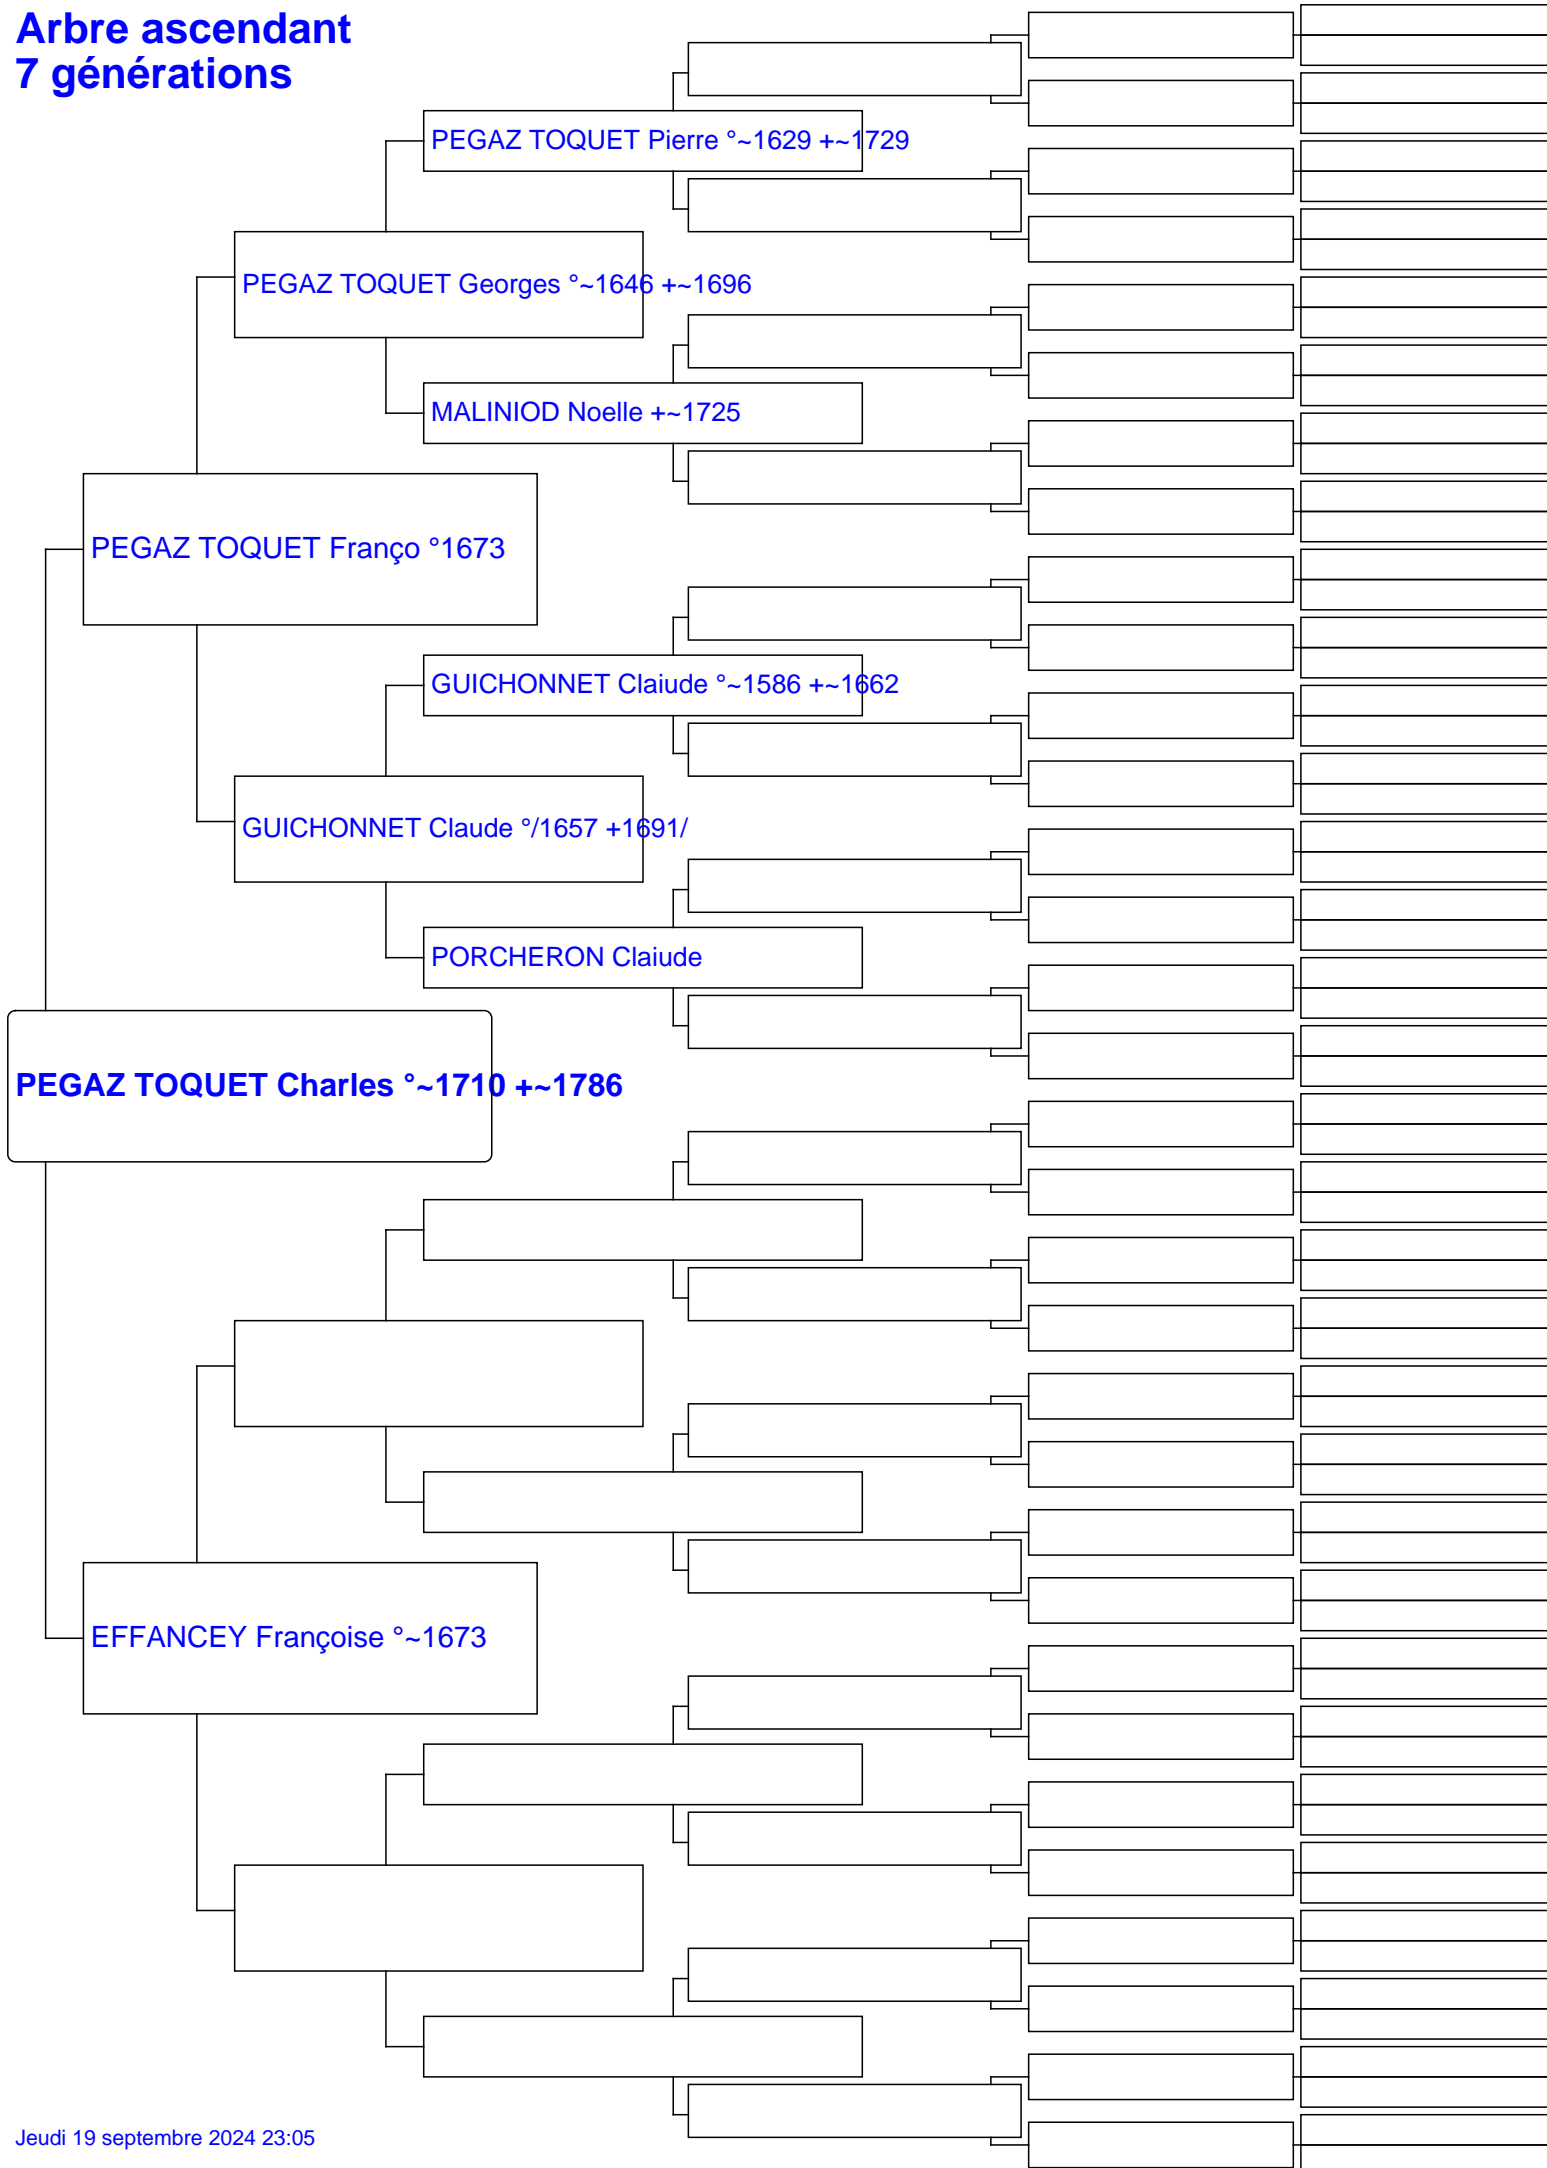 Arbre ascendant
7 générations
PEGAZ TOQUET Pierre °~1629 +~1729
PEGAZ TOQUET Georges °~1646 +~1696
MALINIOD Noelle +~1725
PEGAZ TOQUET Franço °1673
GUICHONNET Claiude °~1586 +~1662
GUICHONNET Claude °/1657 +1691/
PORCHERON Claiude
PEGAZ TOQUET Charles °~1710 +~1786
EFFANCEY Françoise °~1673
Jeudi 19 septembre 2024 23:05